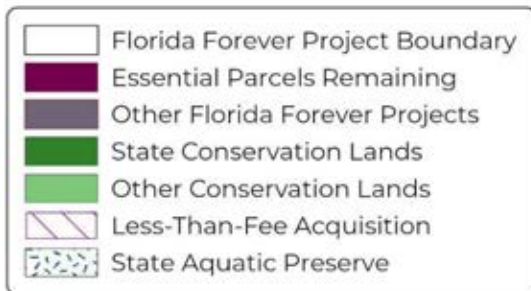 Florida Forever Project Boundary
Essential Parcels Remaining
Other Florida Forever Projects
State Conservation Lands
Other Conservation Lands
Less-Than-Fee Acquisition
State Aquatic Preserve